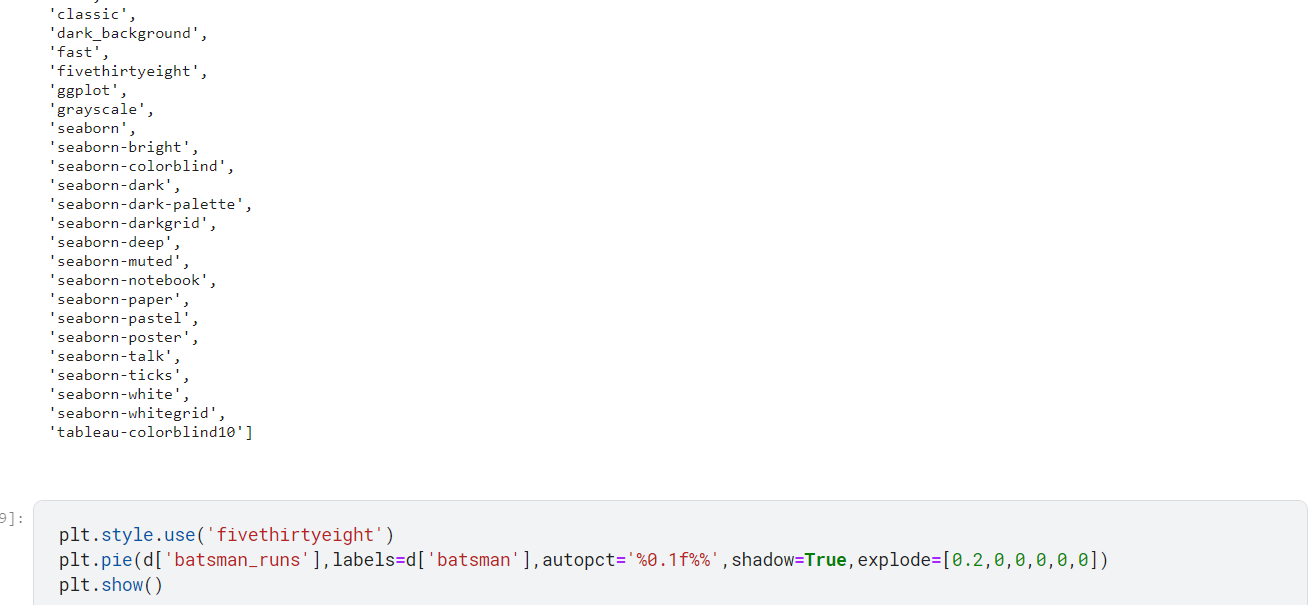 'classic',
'dark_background',
'fast',
'fivethirtyeight',
'ggplot',
'grayscale',
'seaborn',
'seaborn-bright',
'seaborn-colorblind',
'seaborn-dark',
'seaborn-dark-palette',
'seaborn-darkgrid',
'seaborn-deep',
'seaborn-muted',
'seaborn-notebook',
'seaborn-paper',
'seaborn-pastel',
'seaborn-poster',
'seaborn-talk',
'seaborn-ticks',
'seaborn-white',
'seaborn-whitegrid',
'tableau-colorblind10']
9]:
plt.style.use('fivethirtyeight')
plt.pie(d['batsman_runs'],labels=d['batsman'],autopct='%0.1f%%',shadow=True,explode=[0.2,0,0,0,0,0])
plt.show()